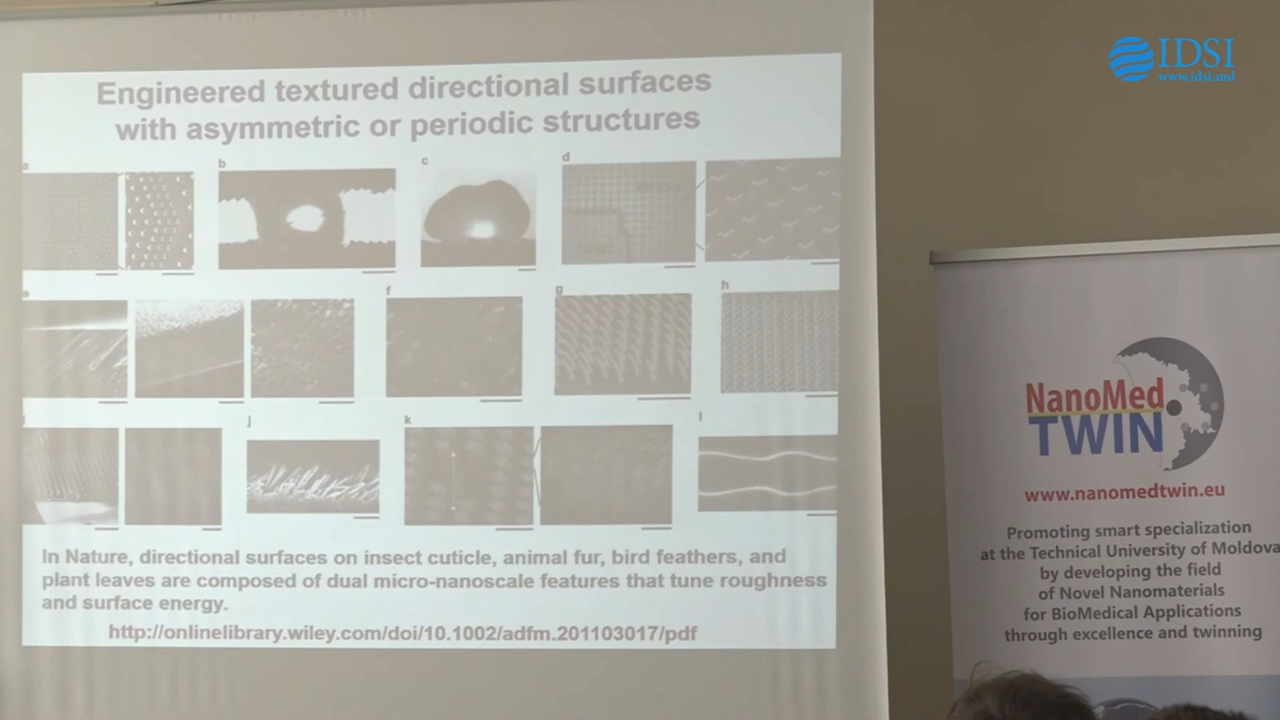 Engineered textured directional surfaces
with asymmetric or periodic structures
a
b
c
d
e
f
g
h
i
j
k
l
In Nature, directional surfaces on insect cuticle, animal fur, bird feathers, and
plant leaves are composed of dual micro-nanoscale features that tune roughness
and surface energy.
http://onlinelibrary.wiley.com/doi/10.1002/adfm.201103017/pdf
IDSI
www.idsi.md
NanoMed
TWIN
www.nanomedtwin.eu
Promoting smart specialization
at the Technical University of Moldova
by developing the field
of Novel Nanomaterials
for BioMedical Applications
through excellence and twinning